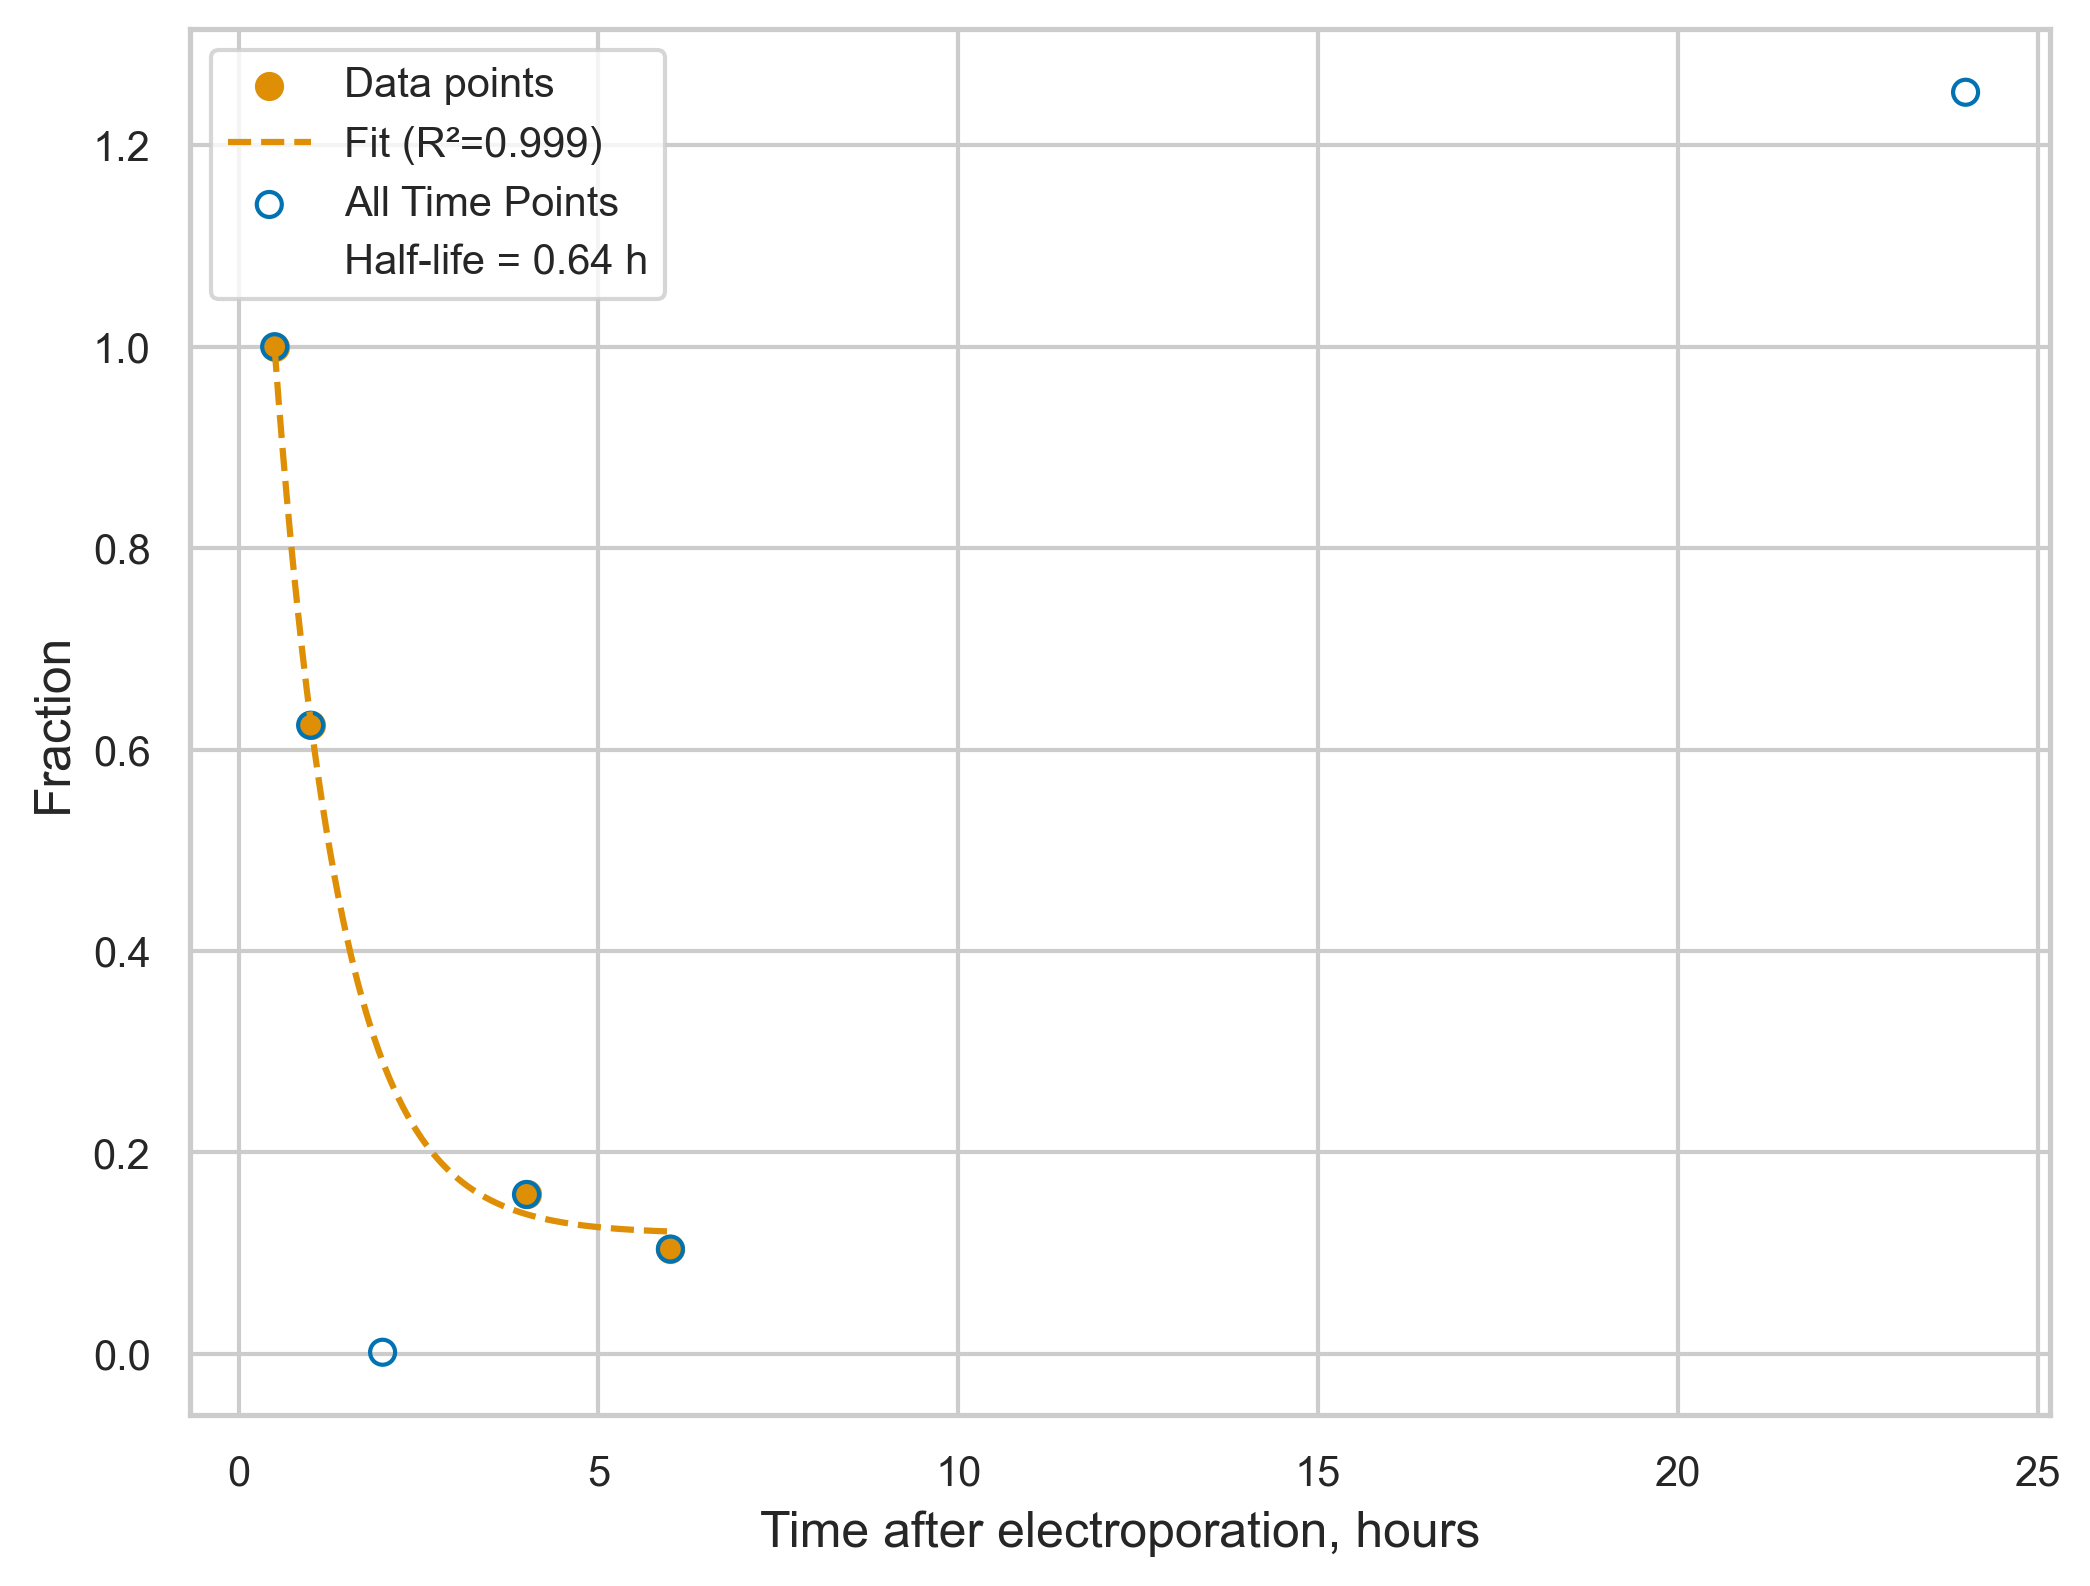 Data points
Fit (R²=0.999)
All Time Points
Half-life = 0.64 h
1.2
1.0
0.8
0.6
0.4
0.2
0.0
Fraction
0 5 10 15 20 25
Time after electroporation, hours